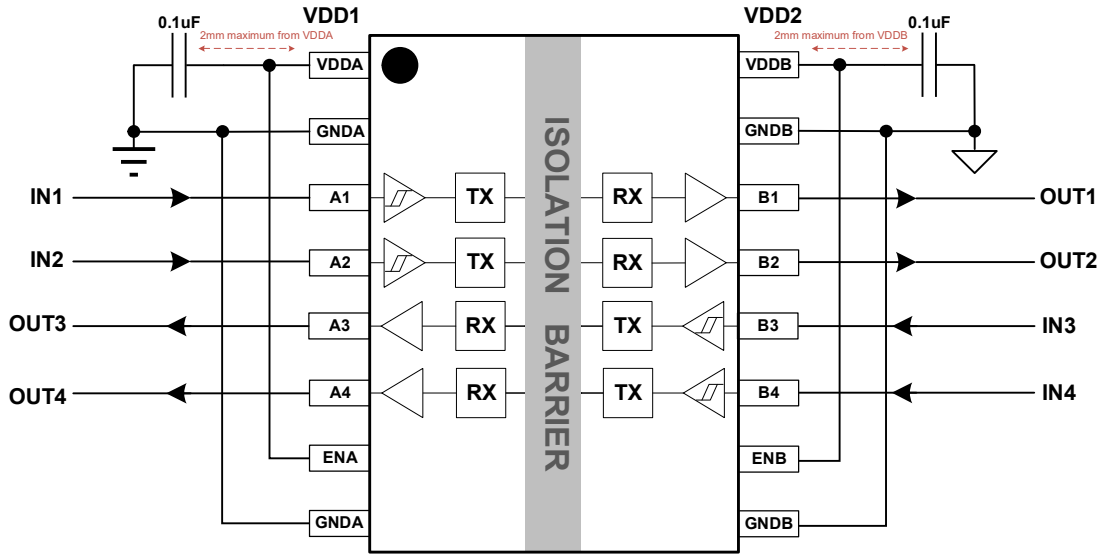 VDD1
VDD2
0.1uF
0.1uF
2mm maximum from VDDA
2mm maximum from VDDB
VDDA
VDDB
GNDA
GNDB
IN1
A1
TX
RX
B1
OUT1
IN2
A2
TX
RX
B2
OUT2
OUT3
A3
RX
TX
B3
IN3
OUT4
A4
RX
TX
B4
IN4
ISOLATION BARRIER
ENA
ENB
GNDA
GNDB